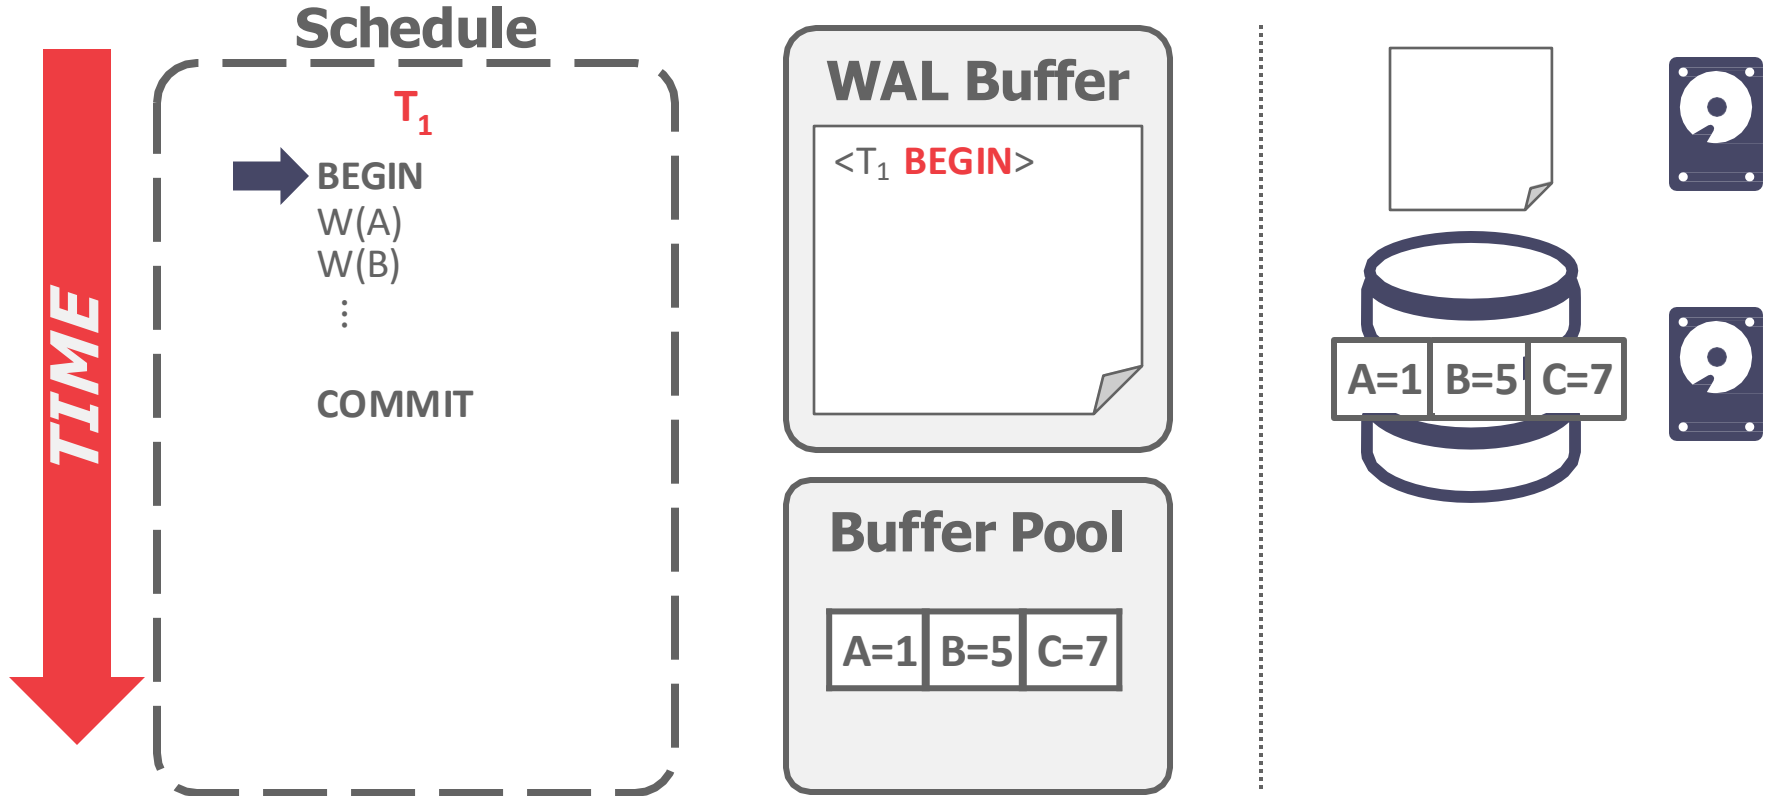 Schedule
TIME
T₁
BEGIN
W(A)
W(B)
⋮
COMMIT
WAL Buffer
<T₁ BEGIN>
Buffer Pool
A=1 B=5 C=7
A=1 B=5 C=7